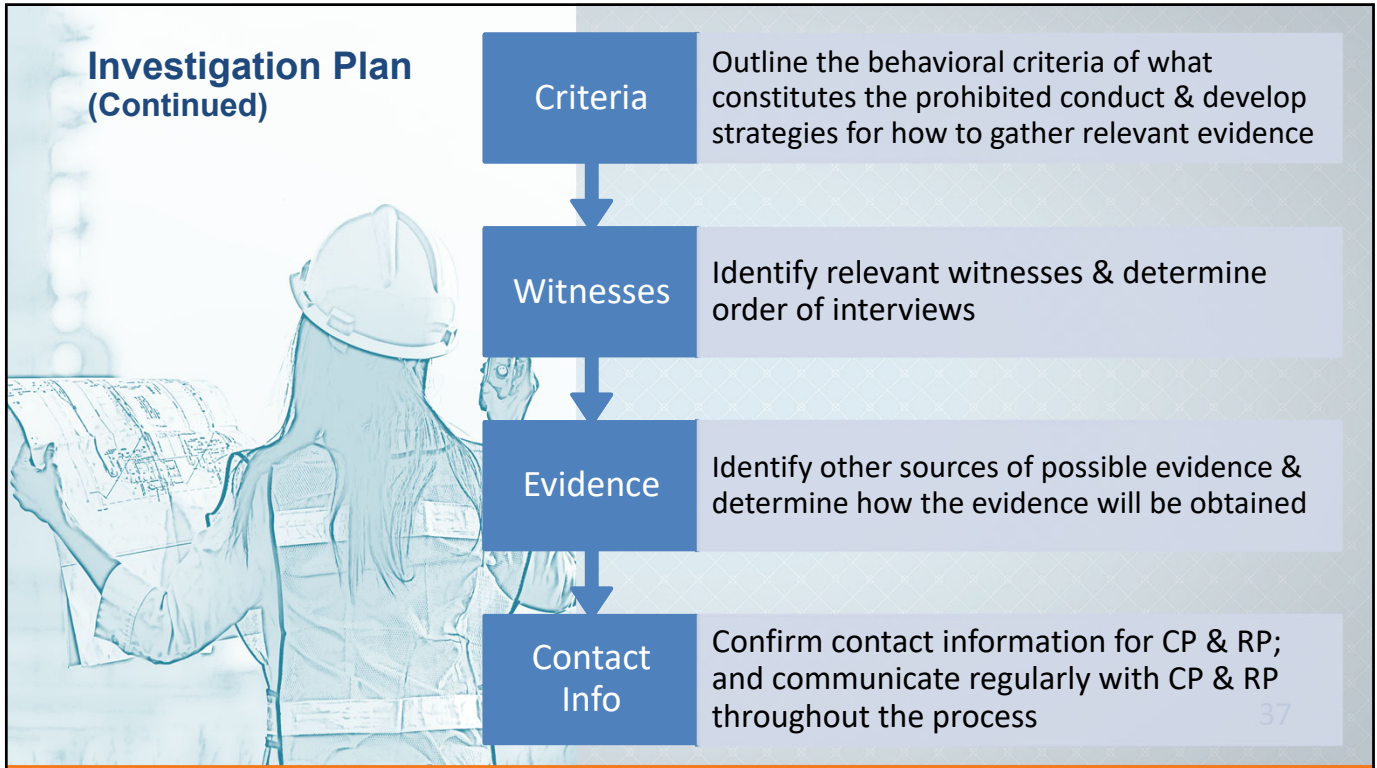 Investigation Plan
(Continued)
Criteria
Outline the behavioral criteria of what
constitutes the prohibited conduct & develop
strategies for how to gather relevant evidence
Witnesses
Identify relevant witnesses & determine
order of interviews
Evidence
Identify other sources of possible evidence &
determine how the evidence will be obtained
Contact
Info
Confirm contact information for CP & RP;
and communicate regularly with CP & RP
throughout the process
37